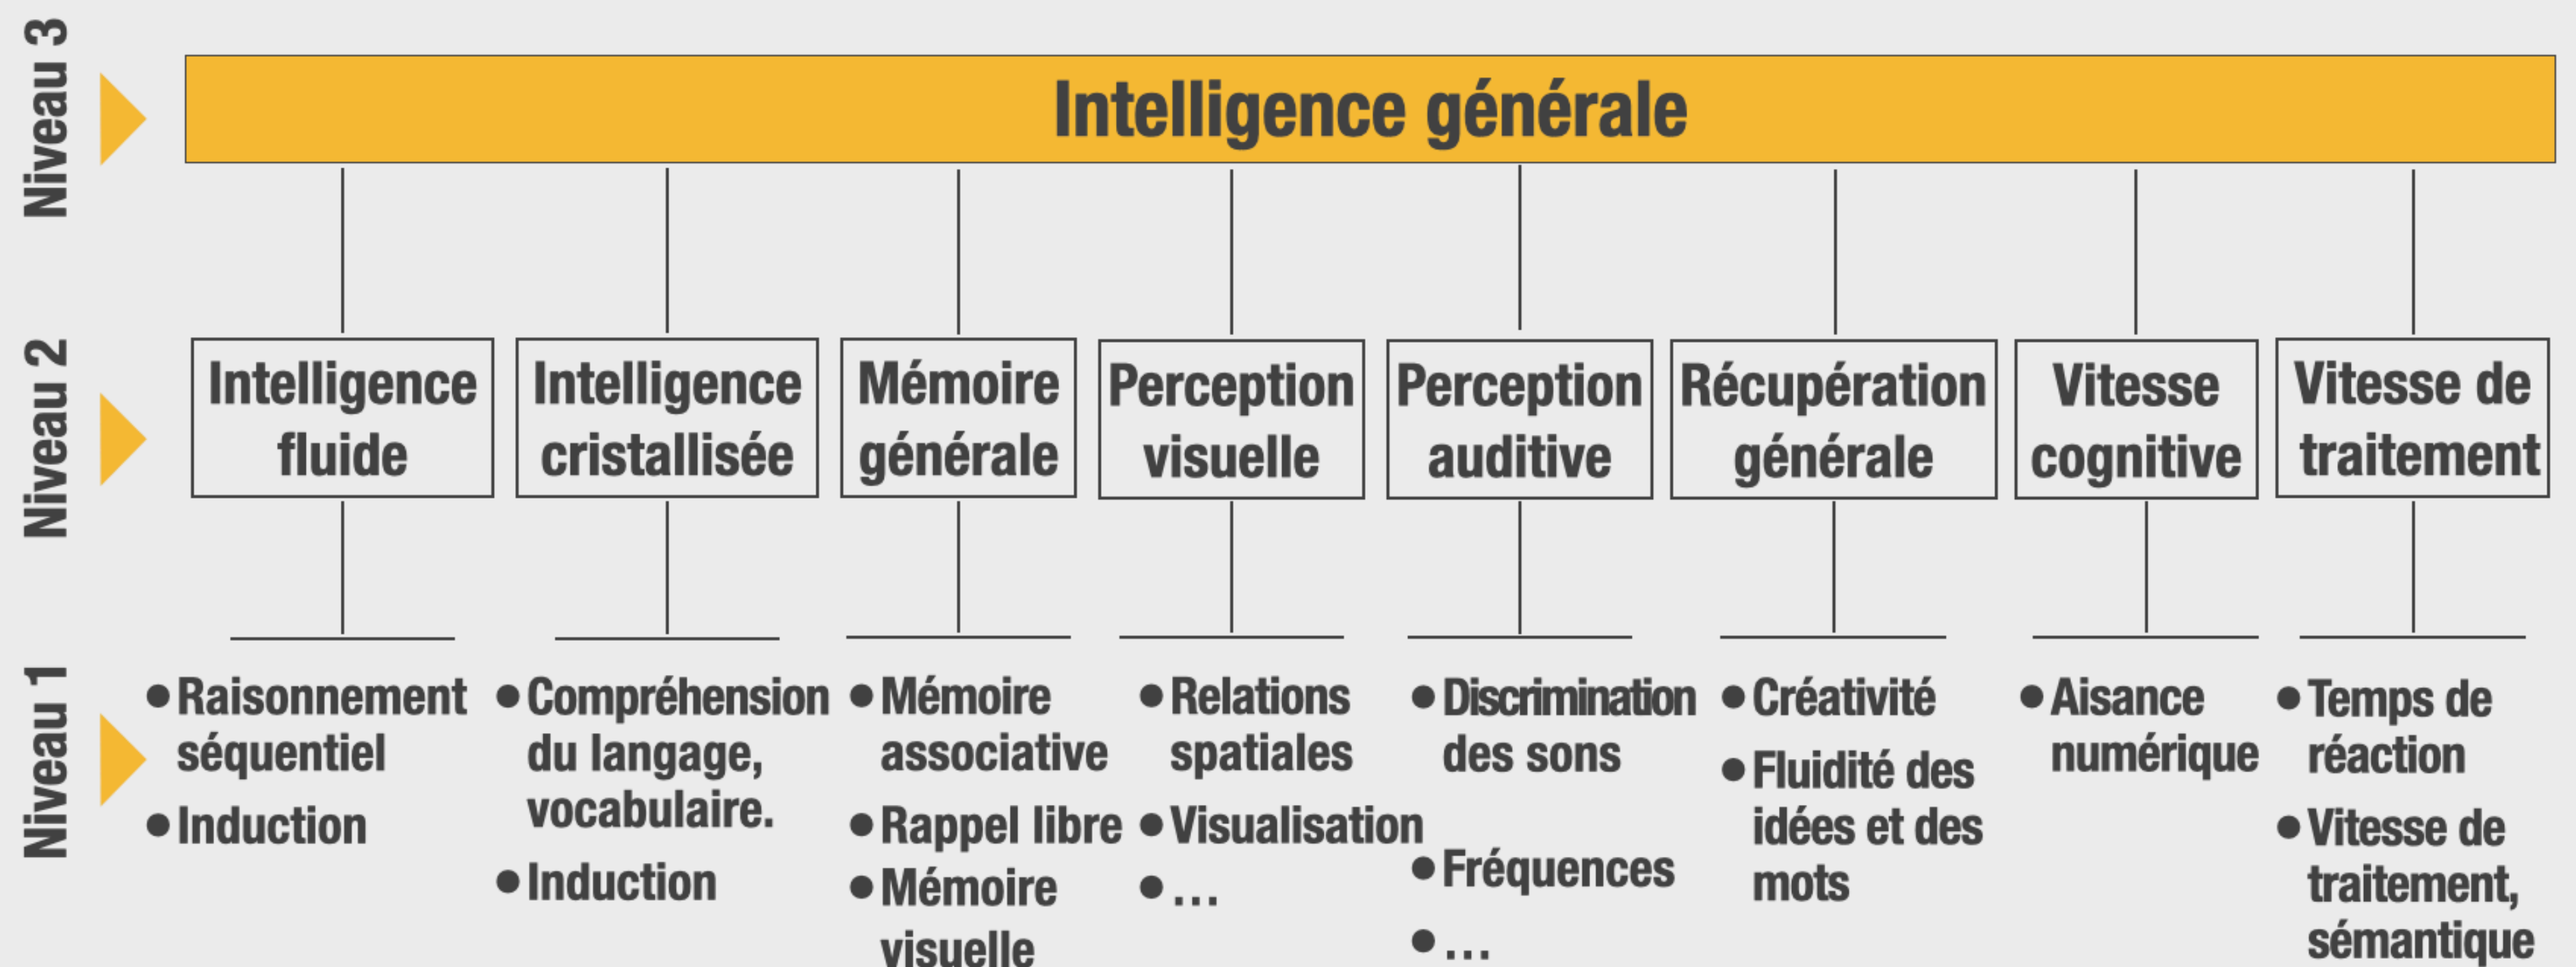 Niveau 3
Intelligence générale
Niveau 2
Intelligence
fluide
Intelligence
cristallisée
Mémoire
générale
Perception
visuelle
Perception
auditive
Récupération
générale
Vitesse
cognitive
Vitesse de
traitement
Niveau 1
• Raisonnement
séquentiel
• Induction
• Compréhension
du langage,
vocabulaire.
• Induction
• Mémoire
associative
• Rappel libre
• Mémoire
visuelle
• Relations
spatiales
• Visualisation
• ...
• Discrimination
des sons
• Fréquences
• ...
• Créativité
• Fluidité des
idées et des
mots
• Aisance
numérique
• Temps de
réaction
• Vitesse de
traitement,
sémantique